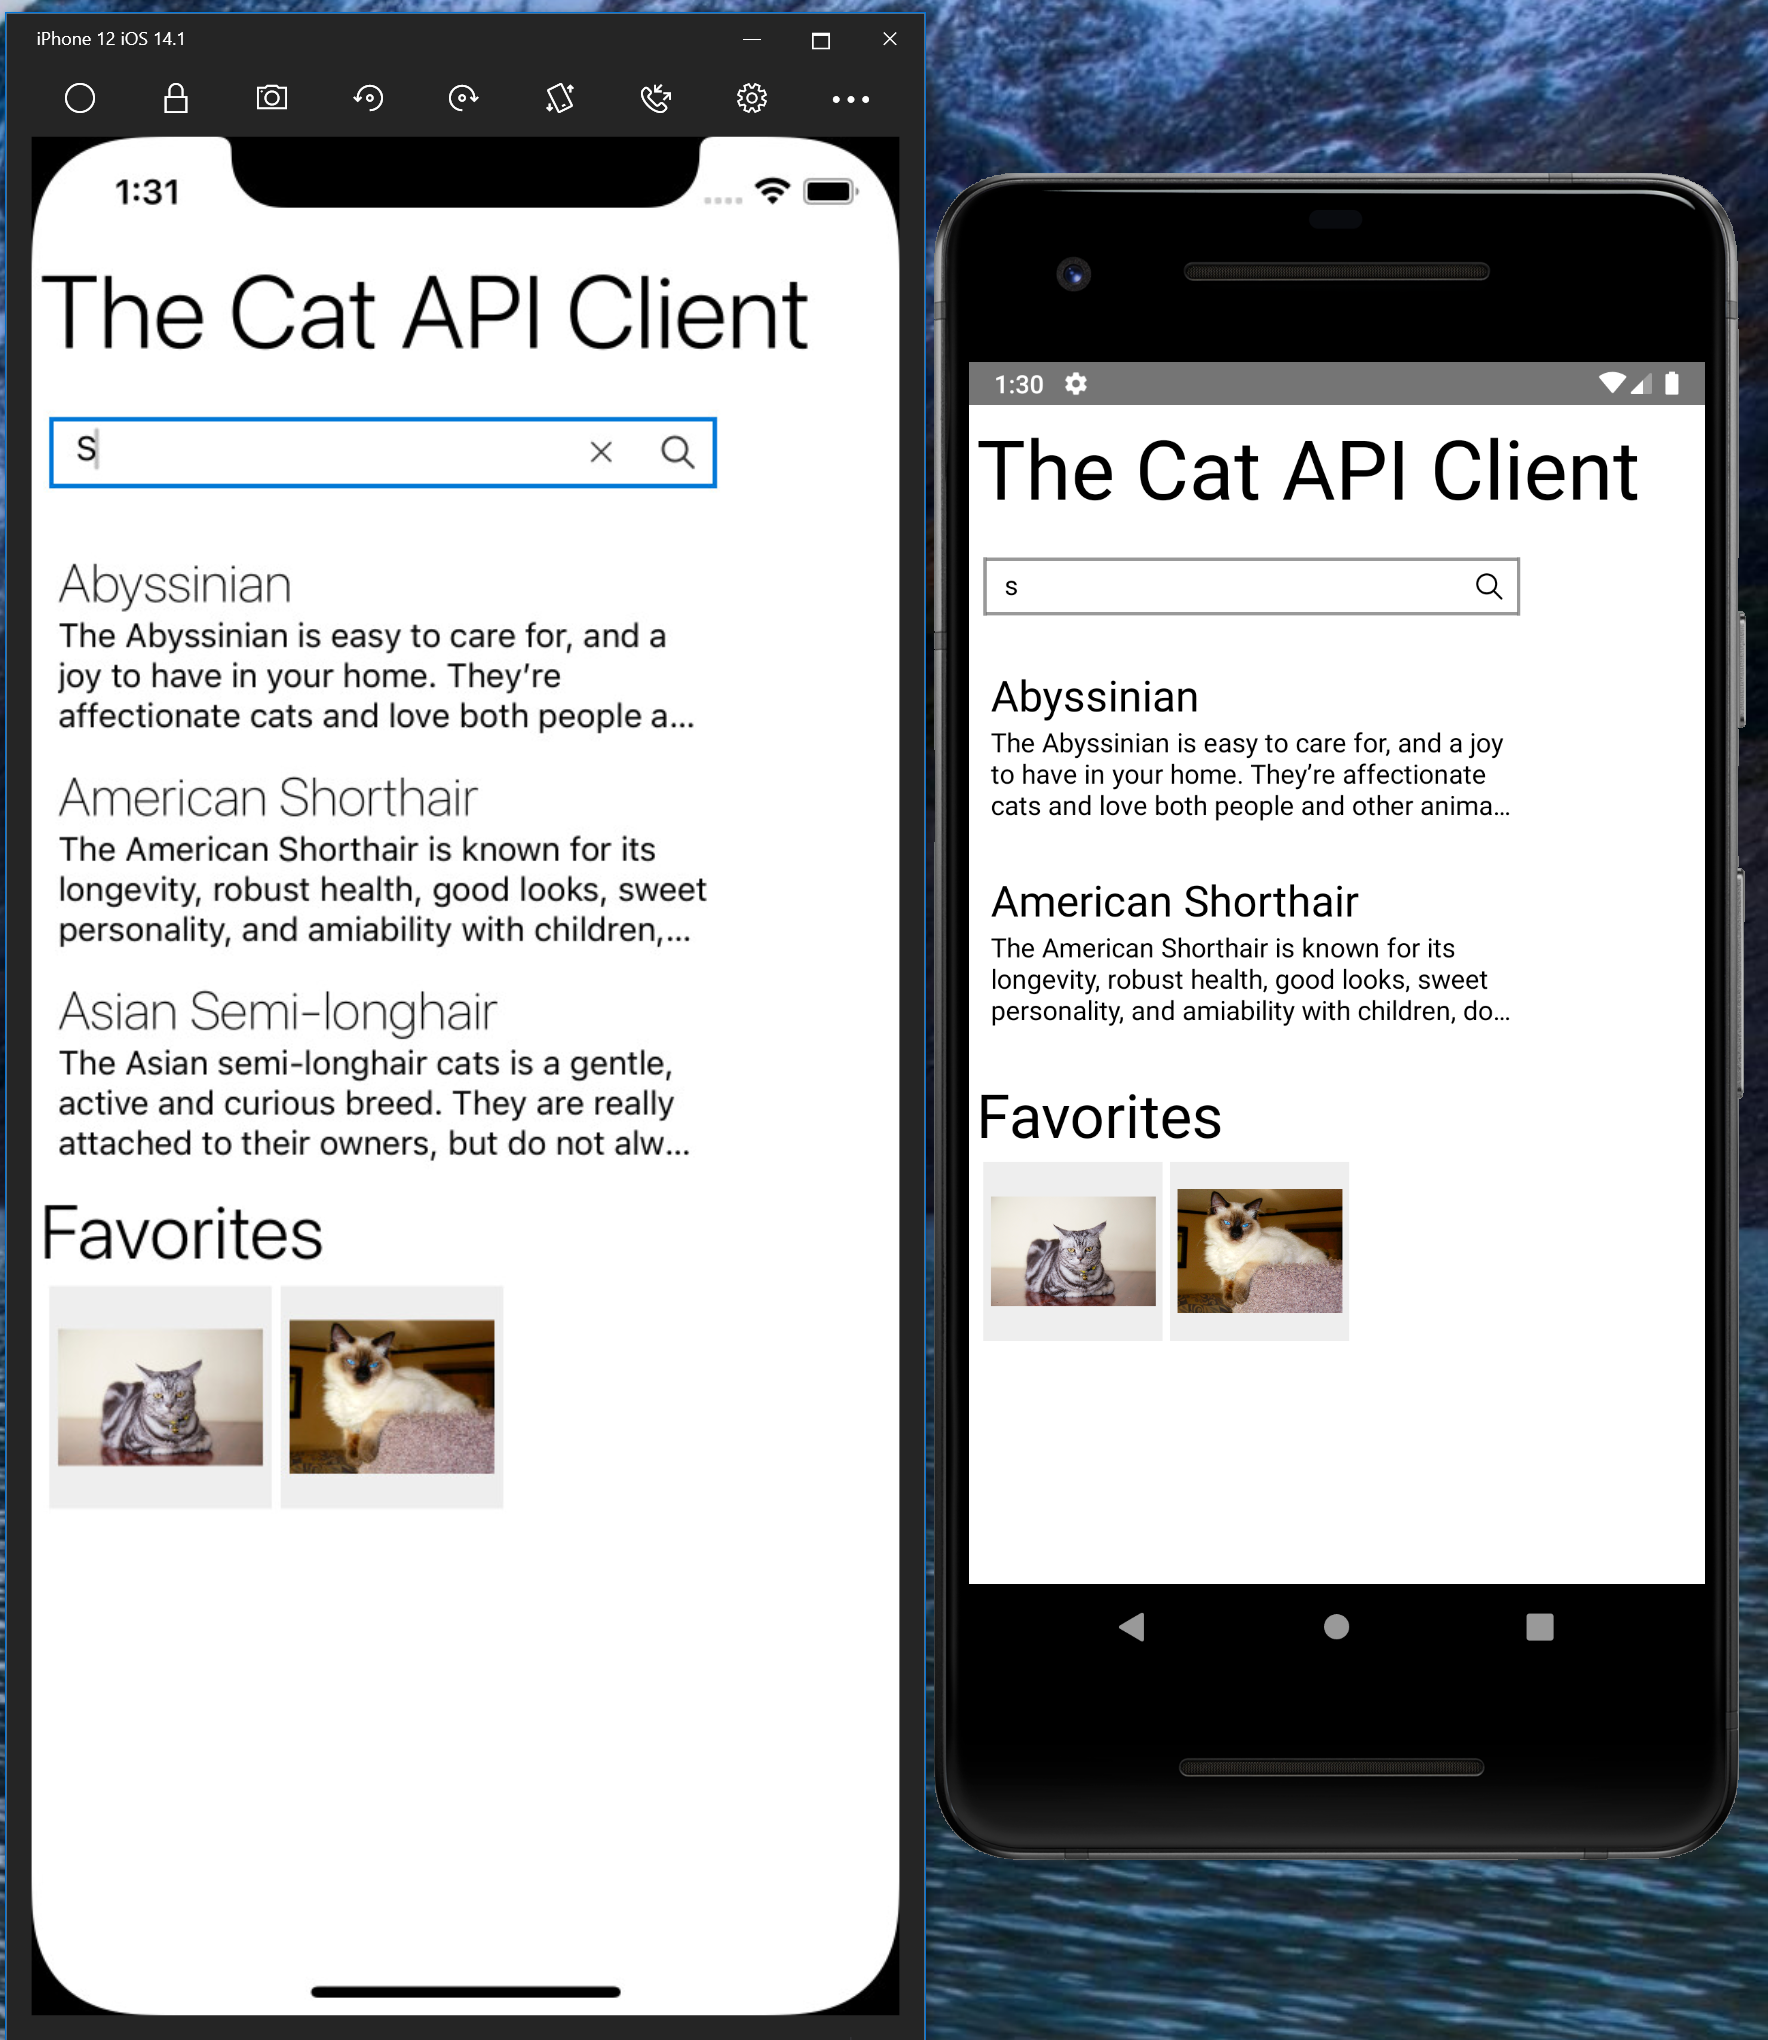 iPhone 12 iOS 14.1
1:31
The Cat API Client
S
Abyssinian
The Abyssinian is easy to care for, and a
joy to have in your home. They’re
affectionate cats and love both people a...
American Shorthair
The American Shorthair is known for its
longevity, robust health, good looks, sweet
personality, and amiability with children,...
Asian Semi-longhair
The Asian semi-longhair cats is a gentle,
active and curious breed. They are really
attached to their owners, but do not alw...
Favorites
1:30
The Cat API Client
s
Abyssinian
The Abyssinian is easy to care for, and a joy
to have in your home. They’re affectionate
cats and love both people and other anima...
American Shorthair
The American Shorthair is known for its
longevity, robust health, good looks, sweet
personality, and amiability with children, do...
Favorites